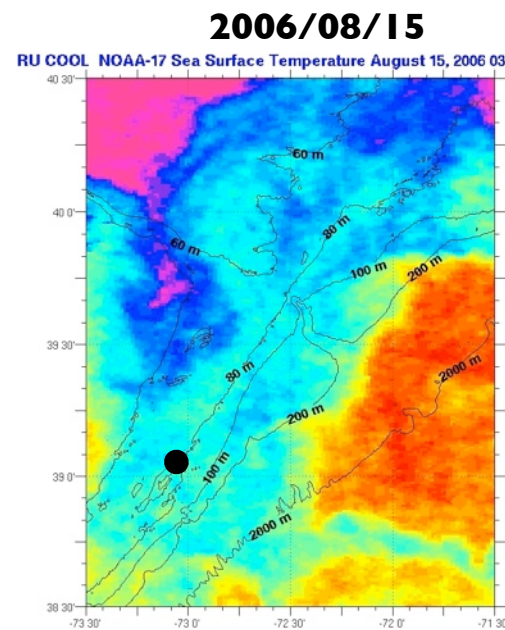 2006/08/15
RU COOL NOAA-17 Sea Surface Temperature August 15, 2006 03
40 30'
60 m
40 0'
80 m
60 m
100 m
200 m
39 30'
2000 m
80 m
200 m
100 m
39 0'
2000 m
38 30'
-73 30' -73 0' -72 30' -72 0' -71 30'